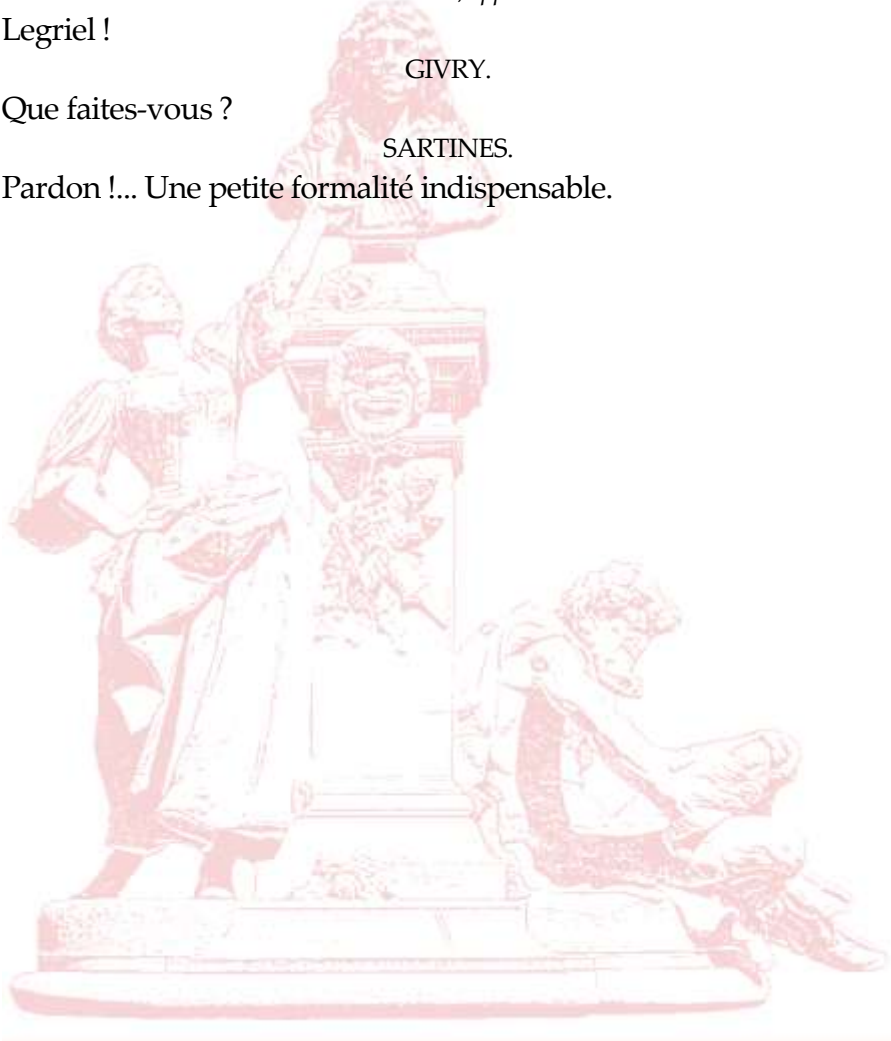 Legriel !
GIVRY.
Que faites-vous ?
SARTINES.
Pardon !... Une petite formalité indispensable.